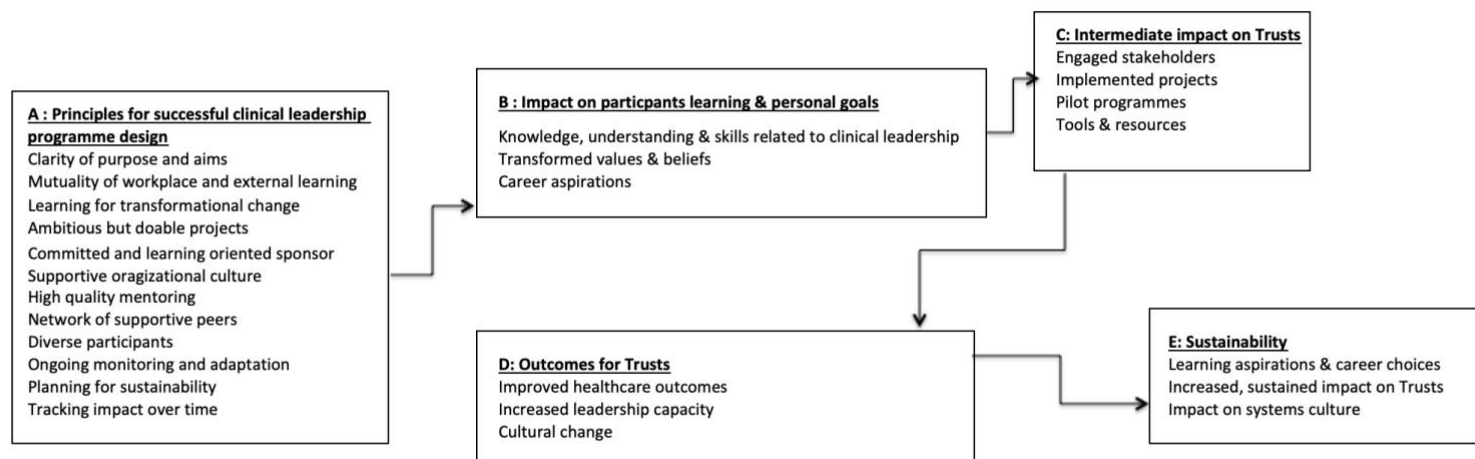 A : Principles for successful clinical leadership
programme design
Clarity of purpose and aims
Mutuality of workplace and external learning
Learning for transformational change
Ambitious but doable projects
Committed and learning oriented sponsor
Supportive oragizational culture
High quality mentoring
Network of supportive peers
Diverse participants
Ongoing monitoring and adaptation
Planning for sustainability
Tracking impact over time
B : Impact on particpants learning & personal goals
Knowledge, understanding & skills related to clinical leadership
Transformed values & beliefs
Career aspirations
C: Intermediate impact on Trusts
Engaged stakeholders
Implemented projects
Pilot programmes
Tools & resources
D: Outcomes for Trusts
Improved healthcare outcomes
Increased leadership capacity
Cultural change
E: Sustainability
Learning aspirations & career choices
Increased, sustained impact on Trusts
Impact on systems culture